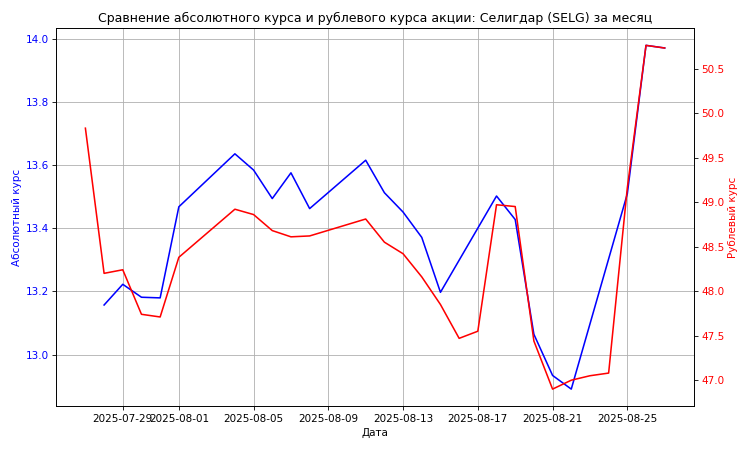 Сравнение абсолютного курса и рублевого курса акции: Селигдар (SELG) за месяц
14.0
13.8
13.6
13.4
13.2
13.0
Абсолютный курс
50.5
50.0
49.5
49.0
48.5
48.0
47.5
47.0
Рублевый курс
2025-07-29 2025-08-01 2025-08-05 2025-08-09 2025-08-13 2025-08-17 2025-08-21 2025-08-25
Дата